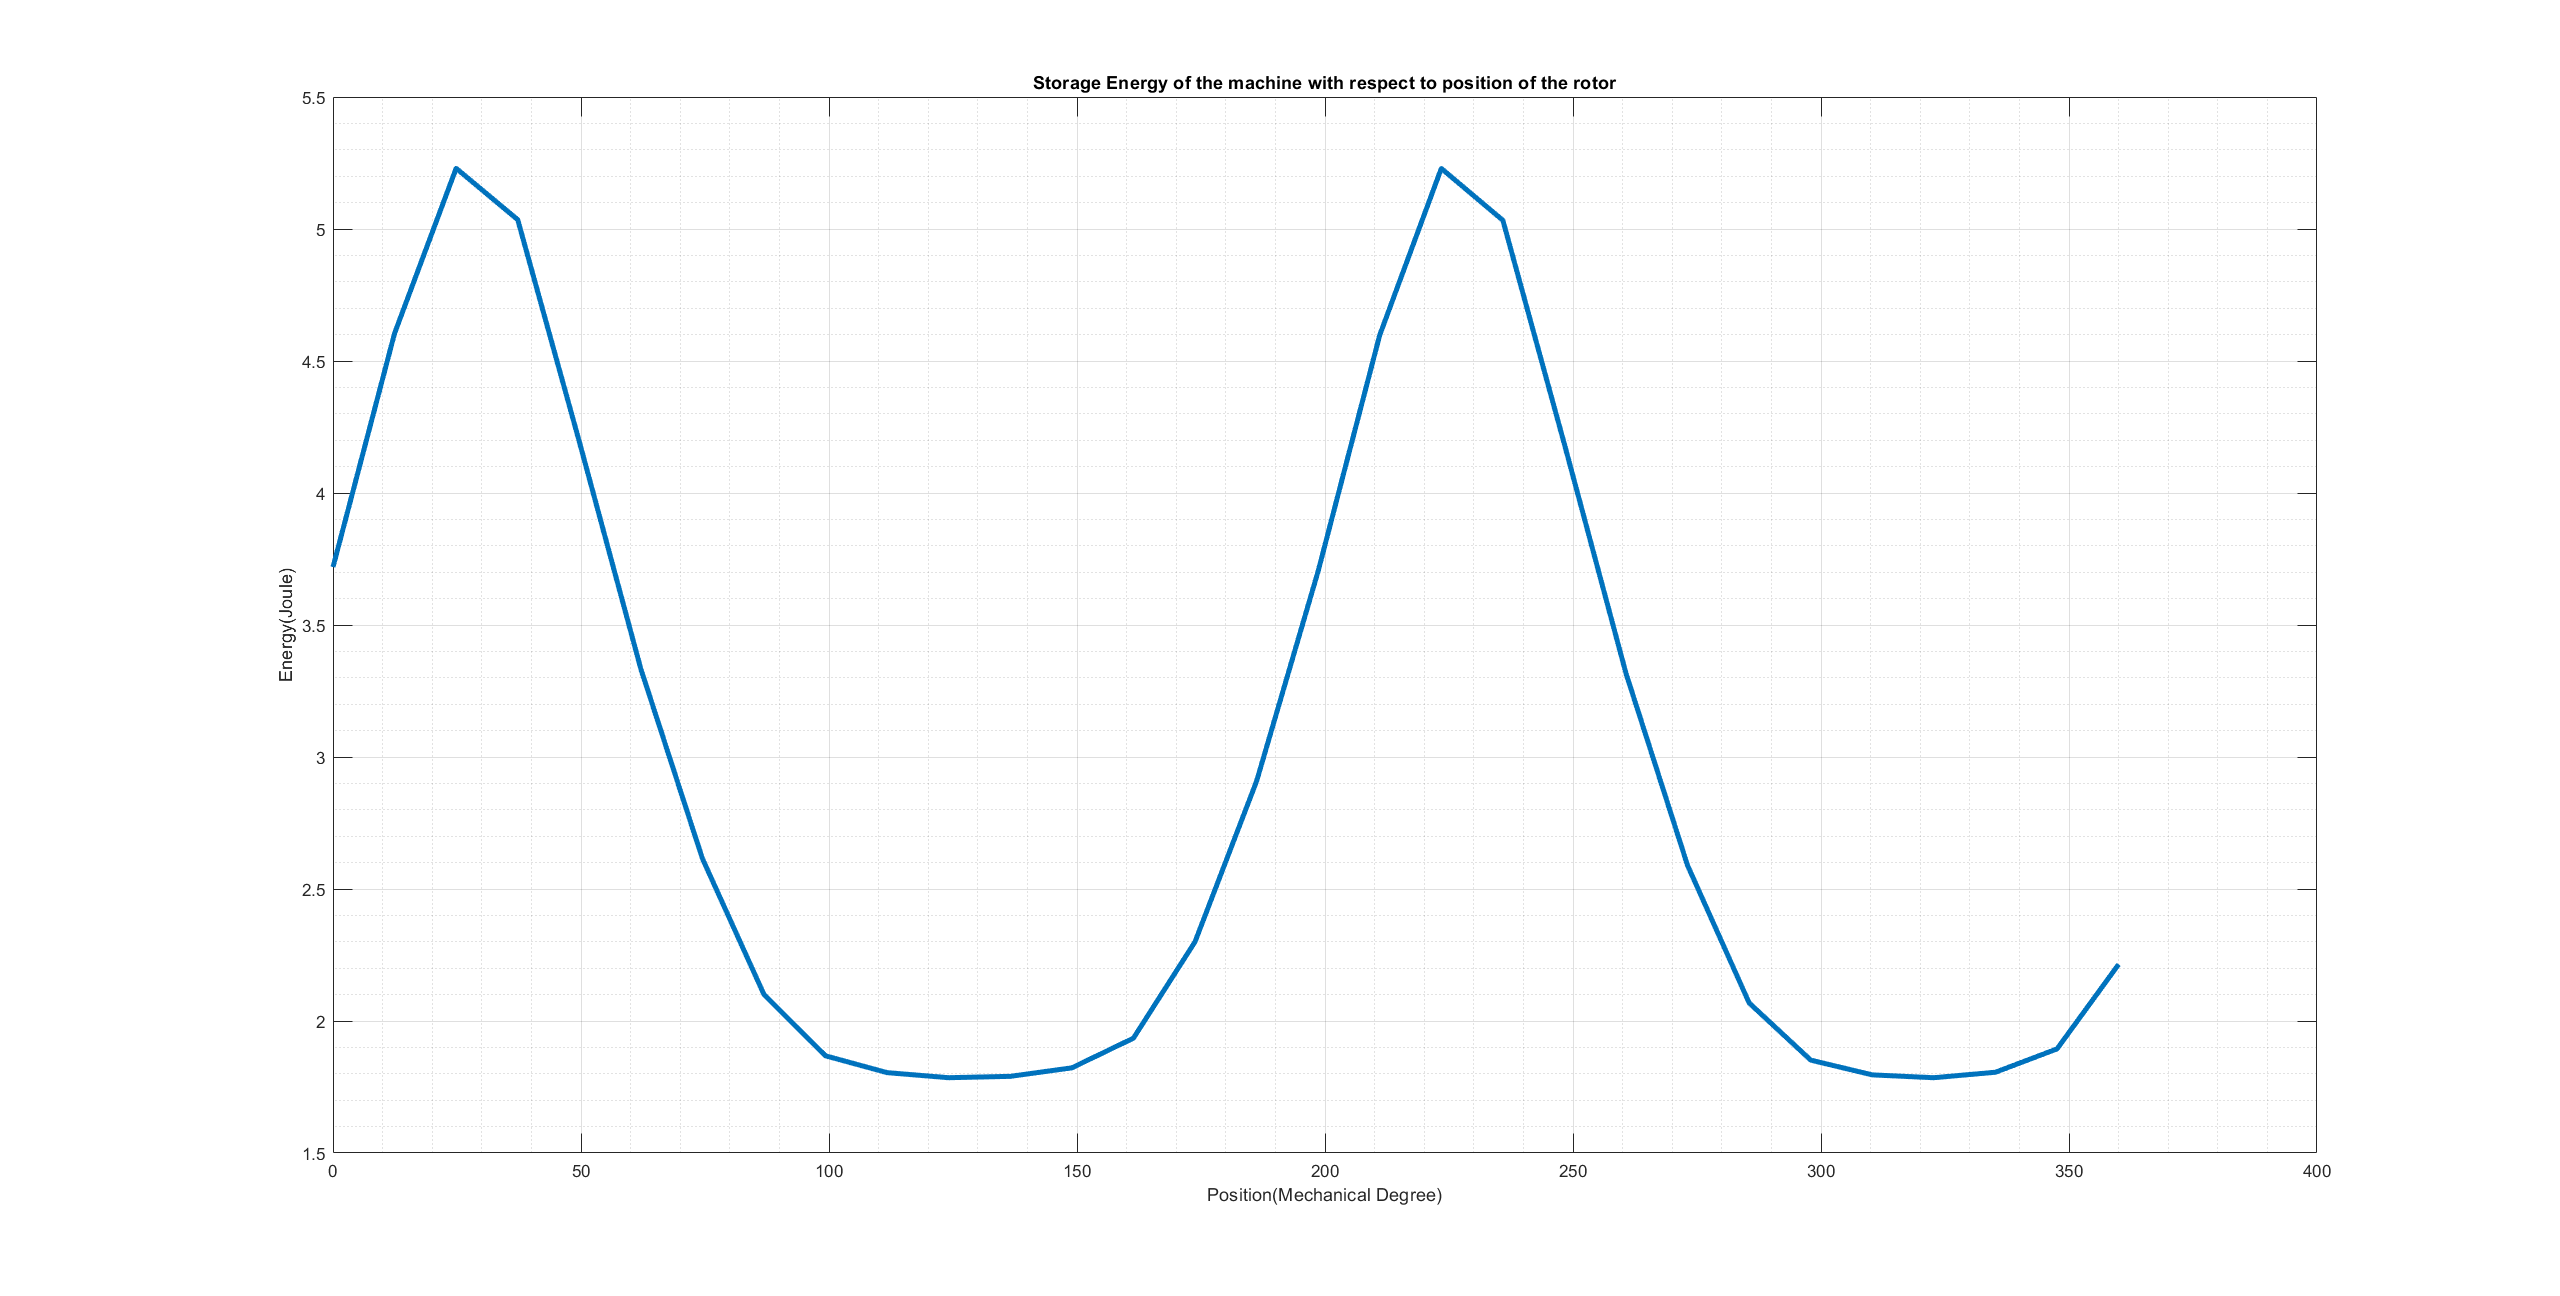 Storage Energy of the machine with respect to position of the rotor
5.5
5
4.5
4
3.5
3
2.5
2
1.5
Energy(Joule)
0 50 100 150 200 250 300 350 400
Position(Mechanical Degree)